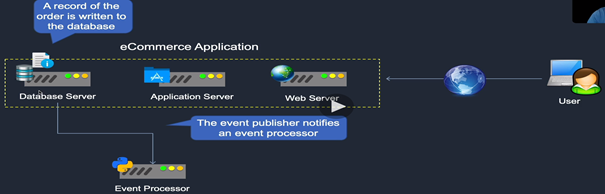 A record of the
order is written to
the database
eCommerce Application
Database Server
Application Server
Web Server
User
The event publisher notifies
an event processor
Event Processor